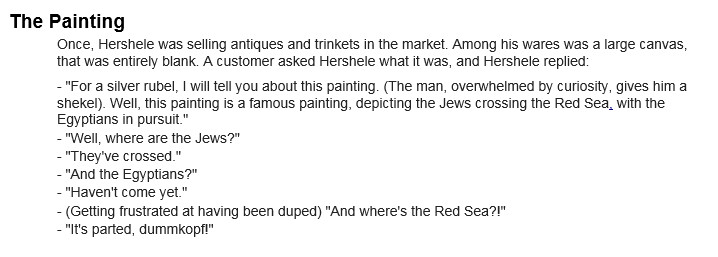 The Painting
Once, Hershele was selling antiques and trinkets in the market. Among his wares was a large canvas,
that was entirely blank. A customer asked Hershele what it was, and Hershele replied:
- "For a silver rubel, I will tell you about this painting. (The man, overwhelmed by curiosity, gives him a
shekel). Well, this painting is a famous painting, depicting the Jews crossing the Red Sea, with the
Egyptians in pursuit."
- "Well, where are the Jews?"
- "They've crossed."
- "And the Egyptians?"
- "Haven't come yet."
- (Getting frustrated at having been duped) "And where's the Red Sea?!"
- "It's parted, dummkopf!"